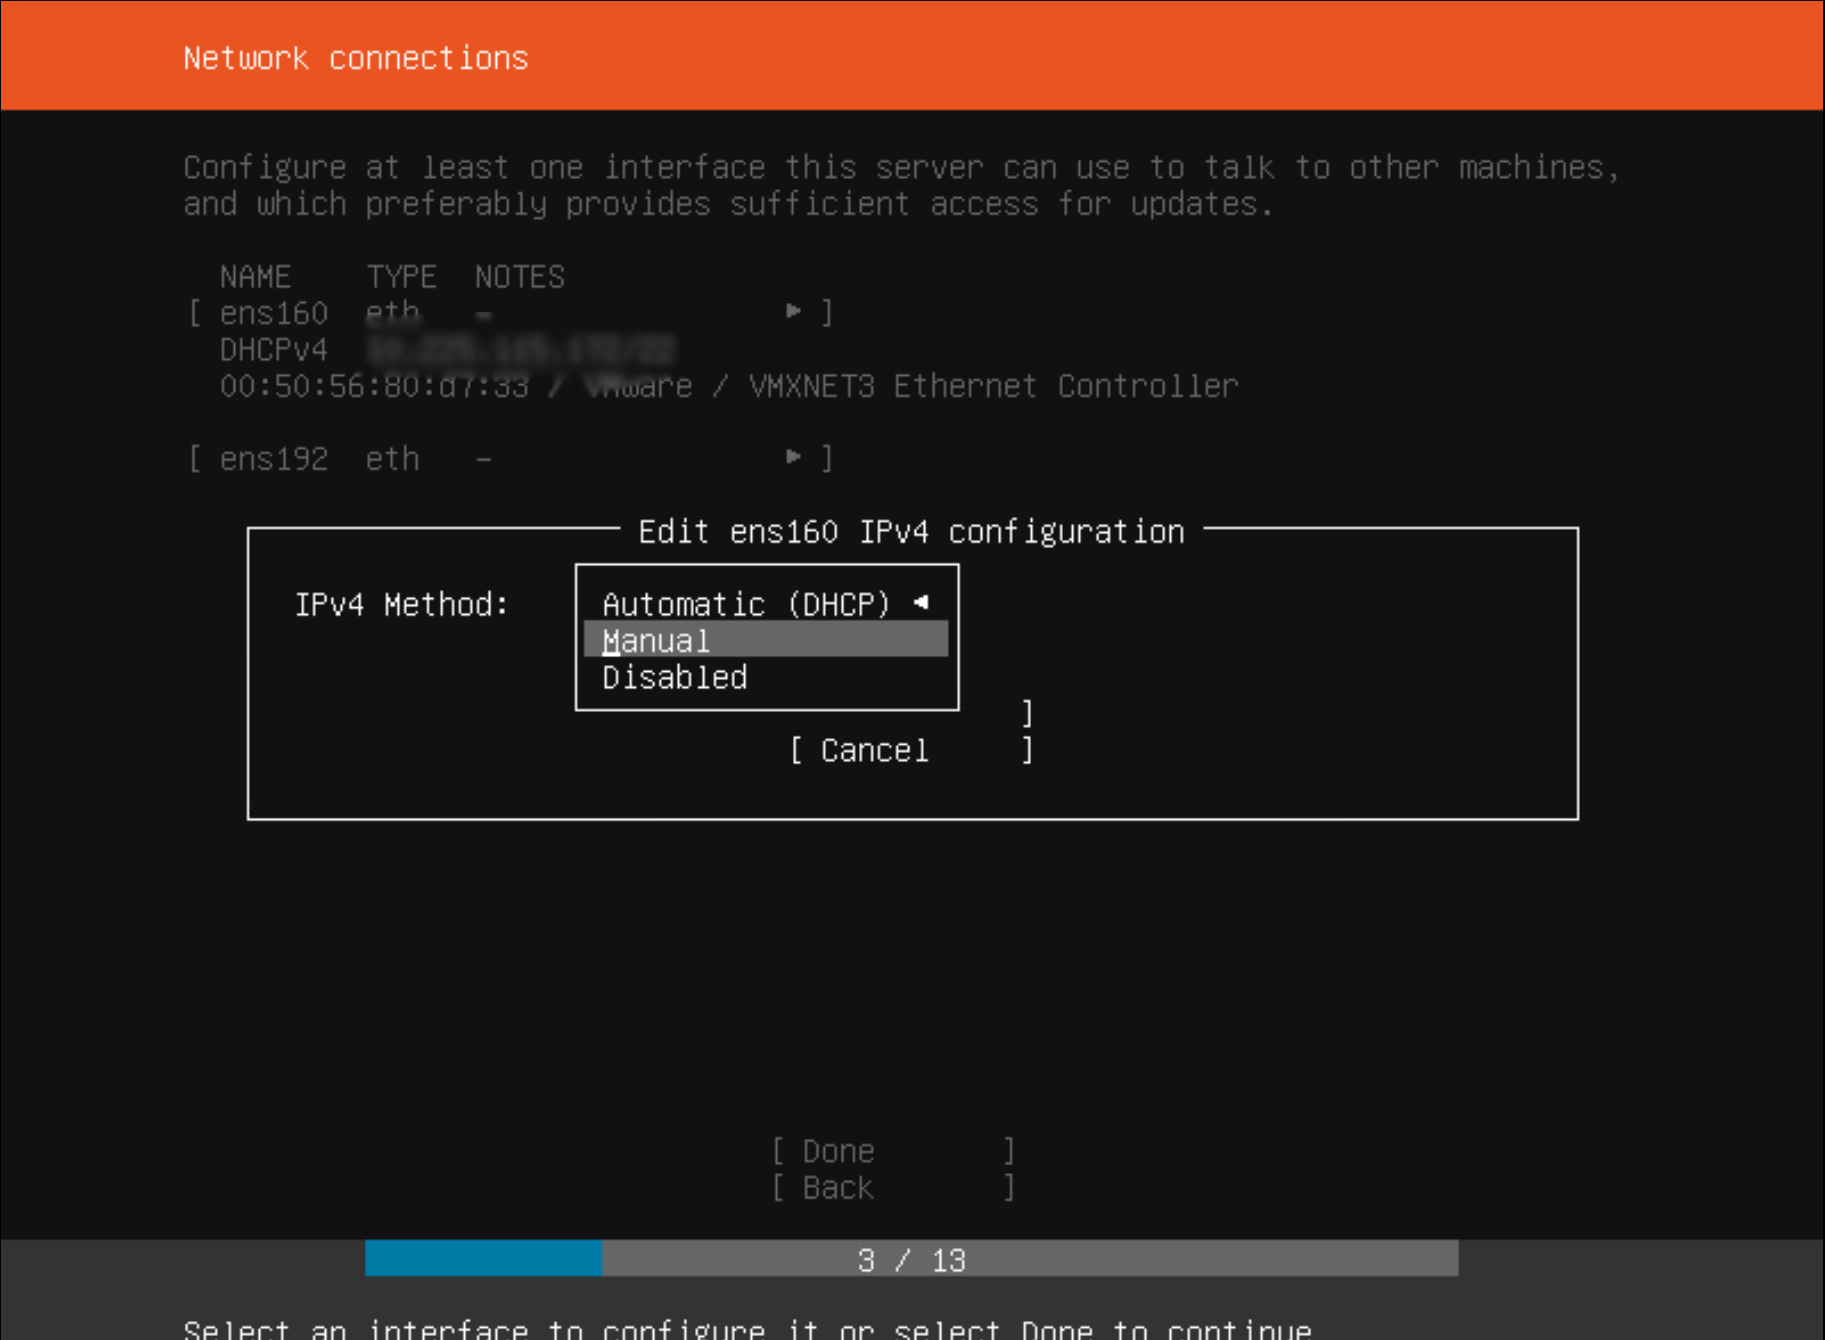 Network connections
Configure at least one interface this server can use to talk to other machines,
and which preferably provides sufficient access for updates.
NAME TYPE NOTES
[ ens160 eth - ► ]
DHCPv4
00:50:56:80:d7:33 / VMware / VMXNET3 Ethernet Controller
[ ens192 eth - ► ]
Edit ens160 IPv4 configuration
IPv4 Method:
Automatic (DHCP) ◄
Manual
Disabled
]
[ Cancel ]
[ Done ]
[ Back ]
3 / 13
Select an interface to configure it or select Done to continue